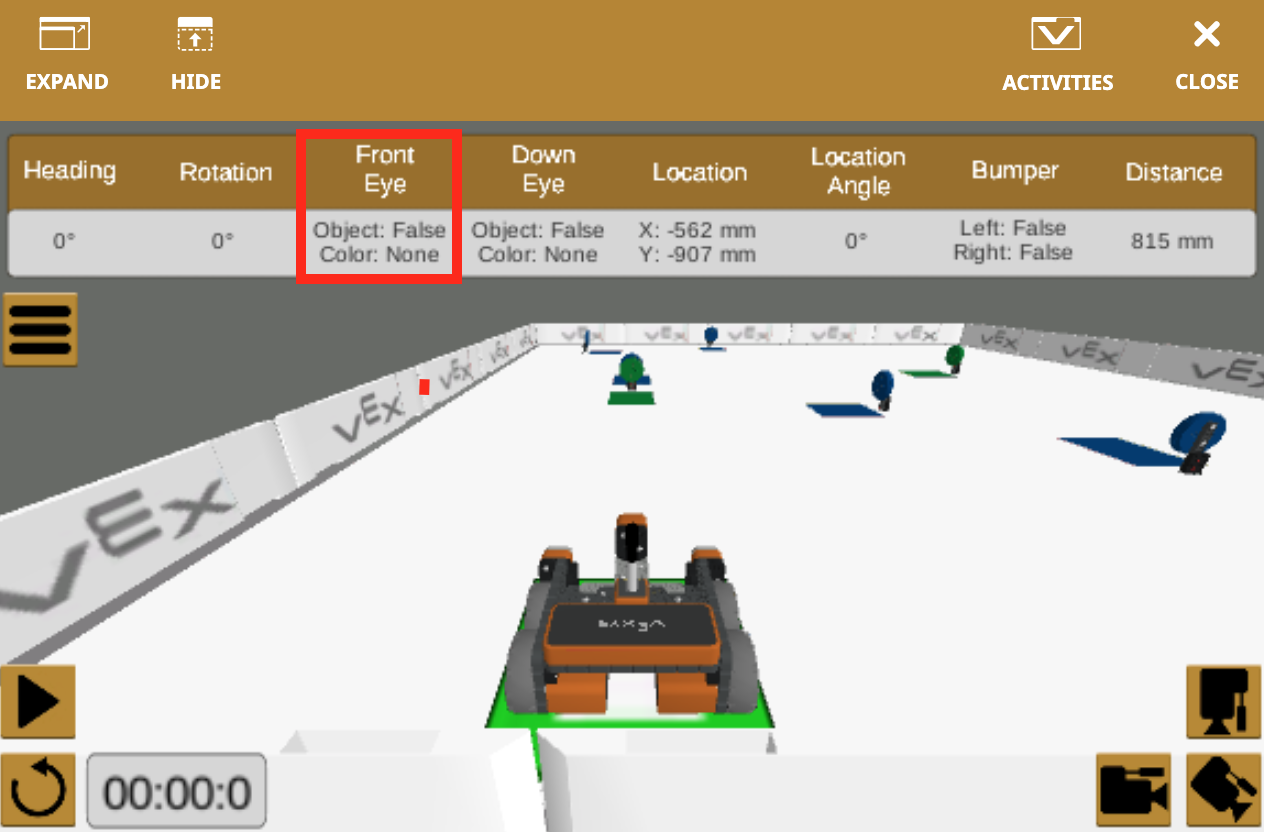 EXPAND
HIDE
ACTIVITIES
CLOSE
Heading
Rotation
Front
Eye
Down
Eye
Location
Location
Angle
Bumper
Distance
0°
0°
Object: False
Color: None
Object: False
Color: None
X: -562 mm
Y: -907 mm
0°
Left: False
Right: False
815 mm
VEX
VEX
VEX
VEX
VEX
VEX
VEX
VEX
VEX
VEX
VEX
VEX
00:00:0